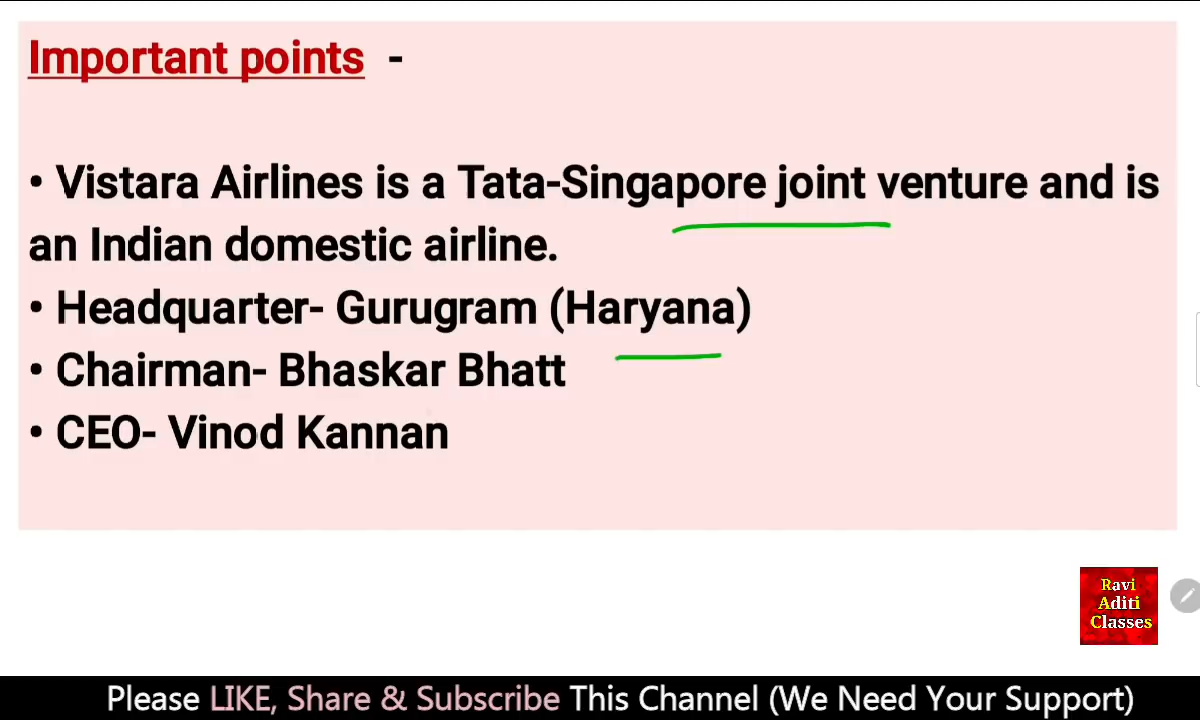 Important points -
• Vistara Airlines is a Tata-Singapore joint venture and is
an Indian domestic airline.
• Headquarter- Gurugram (Haryana)
• Chairman- Bhaskar Bhatt
• CEO- Vinod Kannan
Ravi
Aditi
Classes
Please LIKE, Share & Subscribe This Channel (We Need Your Support)